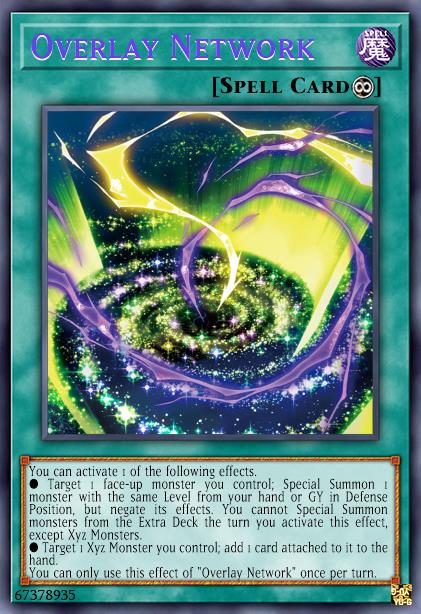 OVERLAY NETWORK
SPELL
魔
[SPELL CARD]
You can activate 1 of the following effects.
● Target 1 face-up monster you control; Special Summon 1
monster with the same Level from your hand or GY in Defense
Position, but negate its effects. You cannot Special Summon
monsters from the Extra Deck the turn you activate this effect,
except Xyz Monsters.
● Target 1 Xyz Monster you control; add 1 card attached to it to the
hand.
You can only use this effect of "Overlay Network" once per turn.
67378935